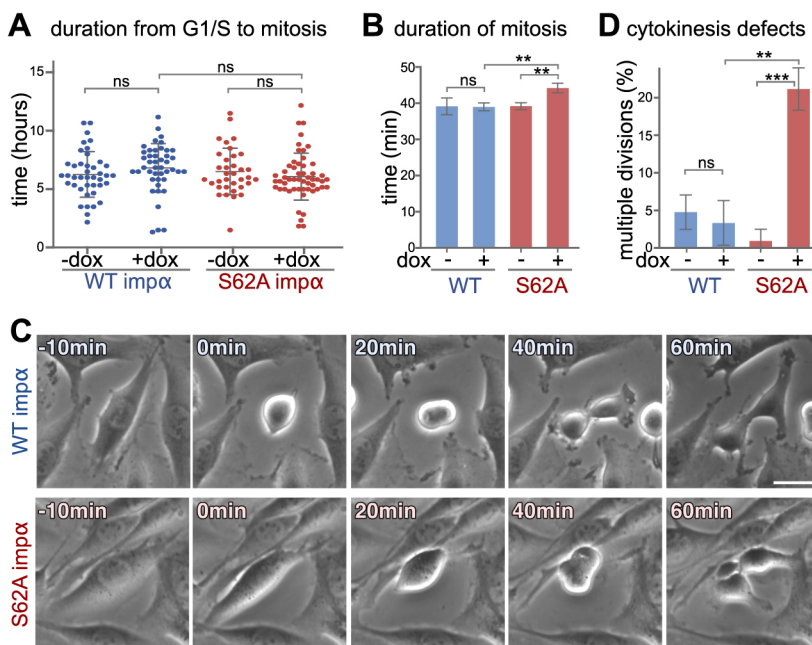 A duration from G1/S to mitosis
time (hours)
15
10
5
0
ns
ns
ns
-dox +dox -dox +dox
WT impα S62A impα
B duration of mitosis
time (min)
50
40
30
20
10
0
ns
**
**
dox - + - +
WT S62A
D cytokinesis defects
multiple divisions (%)
20
15
10
5
0
ns
**
***
dox - + - +
WT S62A
C
WT impα
-10min 0min 20min 40min 60min
S62A impα
-10min 0min 20min 40min 60min